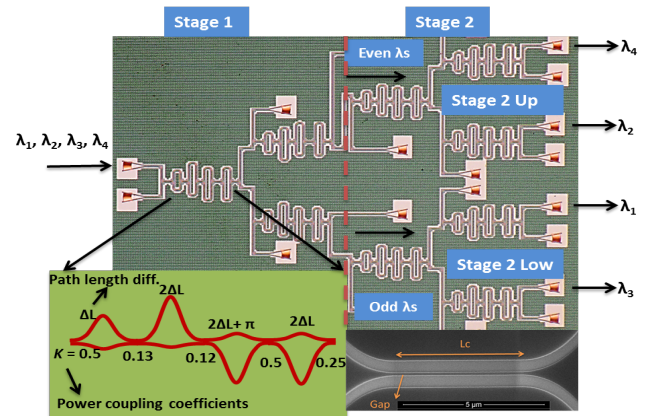 Stage 1
Stage 2
Even λs
λ4
Stage 2 Up
λ1, λ2, λ3, λ4
λ2
λ1
Stage 2 Low
λ3
Odd λs
Path length diff.
ΔL
2ΔL
2ΔL+ π
2ΔL
K = 0.5
0.13
0.12
0.5
0.25
Power coupling coefficients
Lc
Gap
5 μm